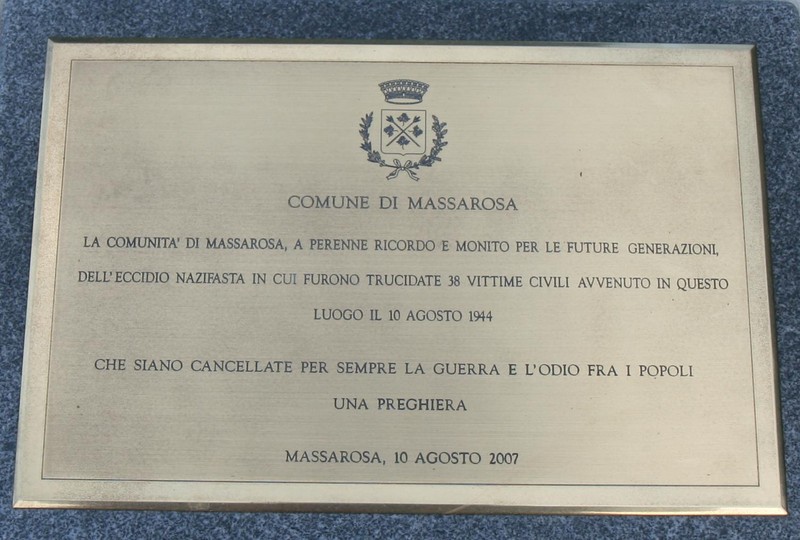 COMUNE DI MASSAROSA
LA COMUNITA' DI MASSAROSA, A PERENNE RICORDO E MONITO PER LE FUTURE GENERAZIONI,
DELL'ECCIDIO NAZIFASTA IN CUI FURONO TRUCIDATE 38 VITTIME CIVILI AVVENUTO IN QUESTO
LUOGO IL 10 AGOSTO 1944
CHE SIANO CANCELLATE PER SEMPRE LA GUERRA E L'ODIO FRA I POPOLI
UNA PREGHIERA
MASSAROSA, 10 AGOSTO 2007